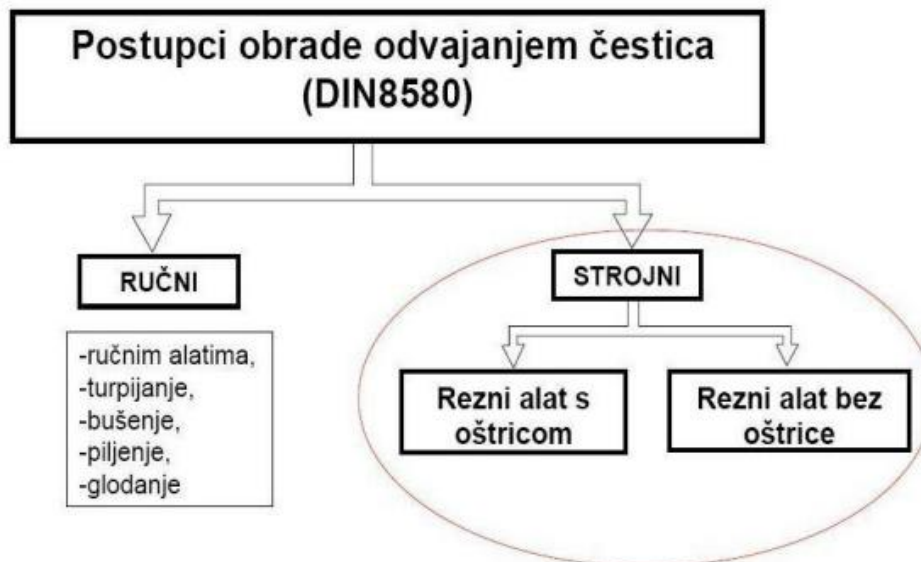 Postupci obrade odvajanjem čestica
(DIN8580)
RUČNI
-ručnim alatima,
-turpijanje,
-bušenje,
-piljenje,
-glodanje
STROJNI
Rezni alat s
oštricom
Rezni alat bez
oštrice